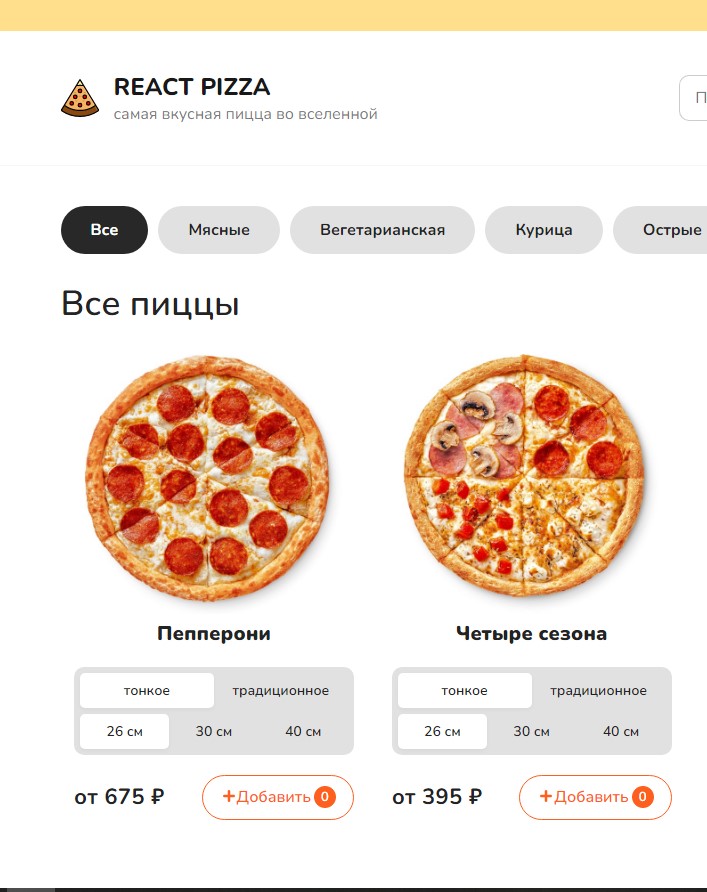 REACT PIZZA
самая вкусная пицца во вселенной
П
Все
Мясные
Вегетарианская
Курица
Острые
Все пиццы
Пепперони
тонкое
традиционное
26 см
30 см
40 см
от 675 ₽
+Добавить 0
Четыре сезона
тонкое
традиционное
26 см
30 см
40 см
от 395 ₽
+Добавить 0